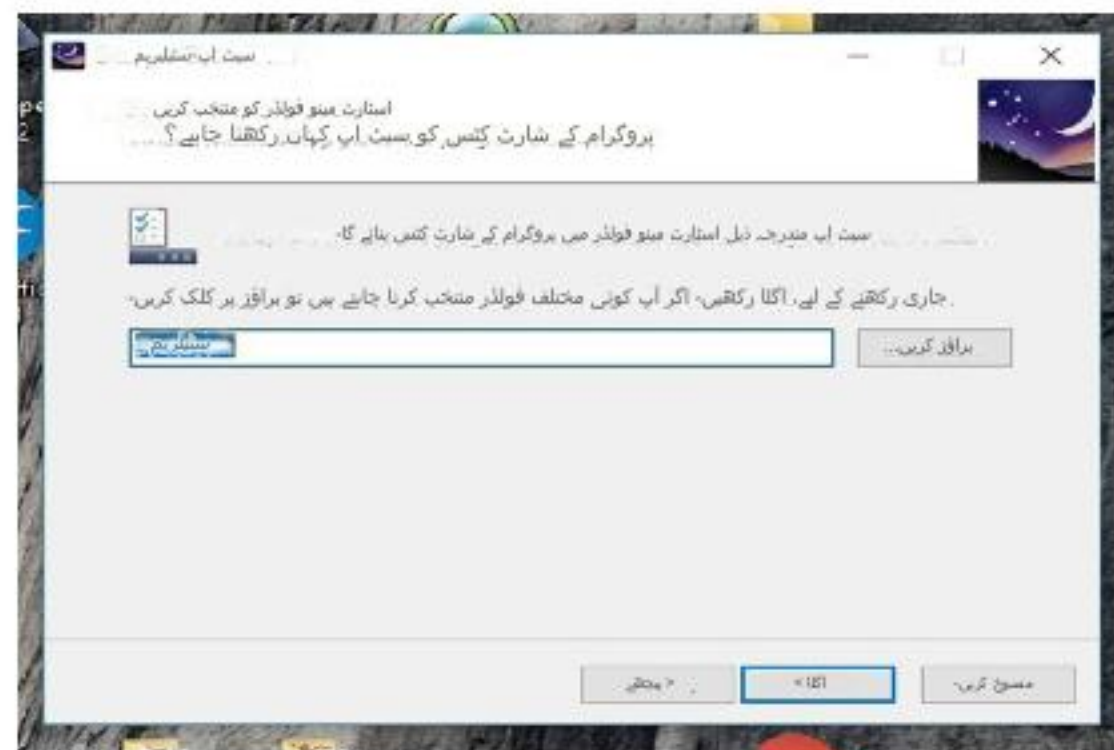 سیٹ اپ-سٹیلریم
اسٹارٹ مینو فولڈر کو منتخب کریں
پروگرام کے شارٹ کٹس کو سیٹ اپ کہاں رکھنا چاہیے؟
سیٹ اپ مندرجہ ذیل اسٹارٹ مینو فولڈر میں پروگرام کے شارٹ کٹس بنائے گا-
جاری رکھنے کے لیے، اگلا رکھیں- اگر آپ کوئی مختلف فولڈر منتخب کرنا چاہتے ہیں تو براؤز پر کلک کریں-
سٹیلریم
براؤز کریں...
< پچھلے
اگلا >
منسوخ کریں-